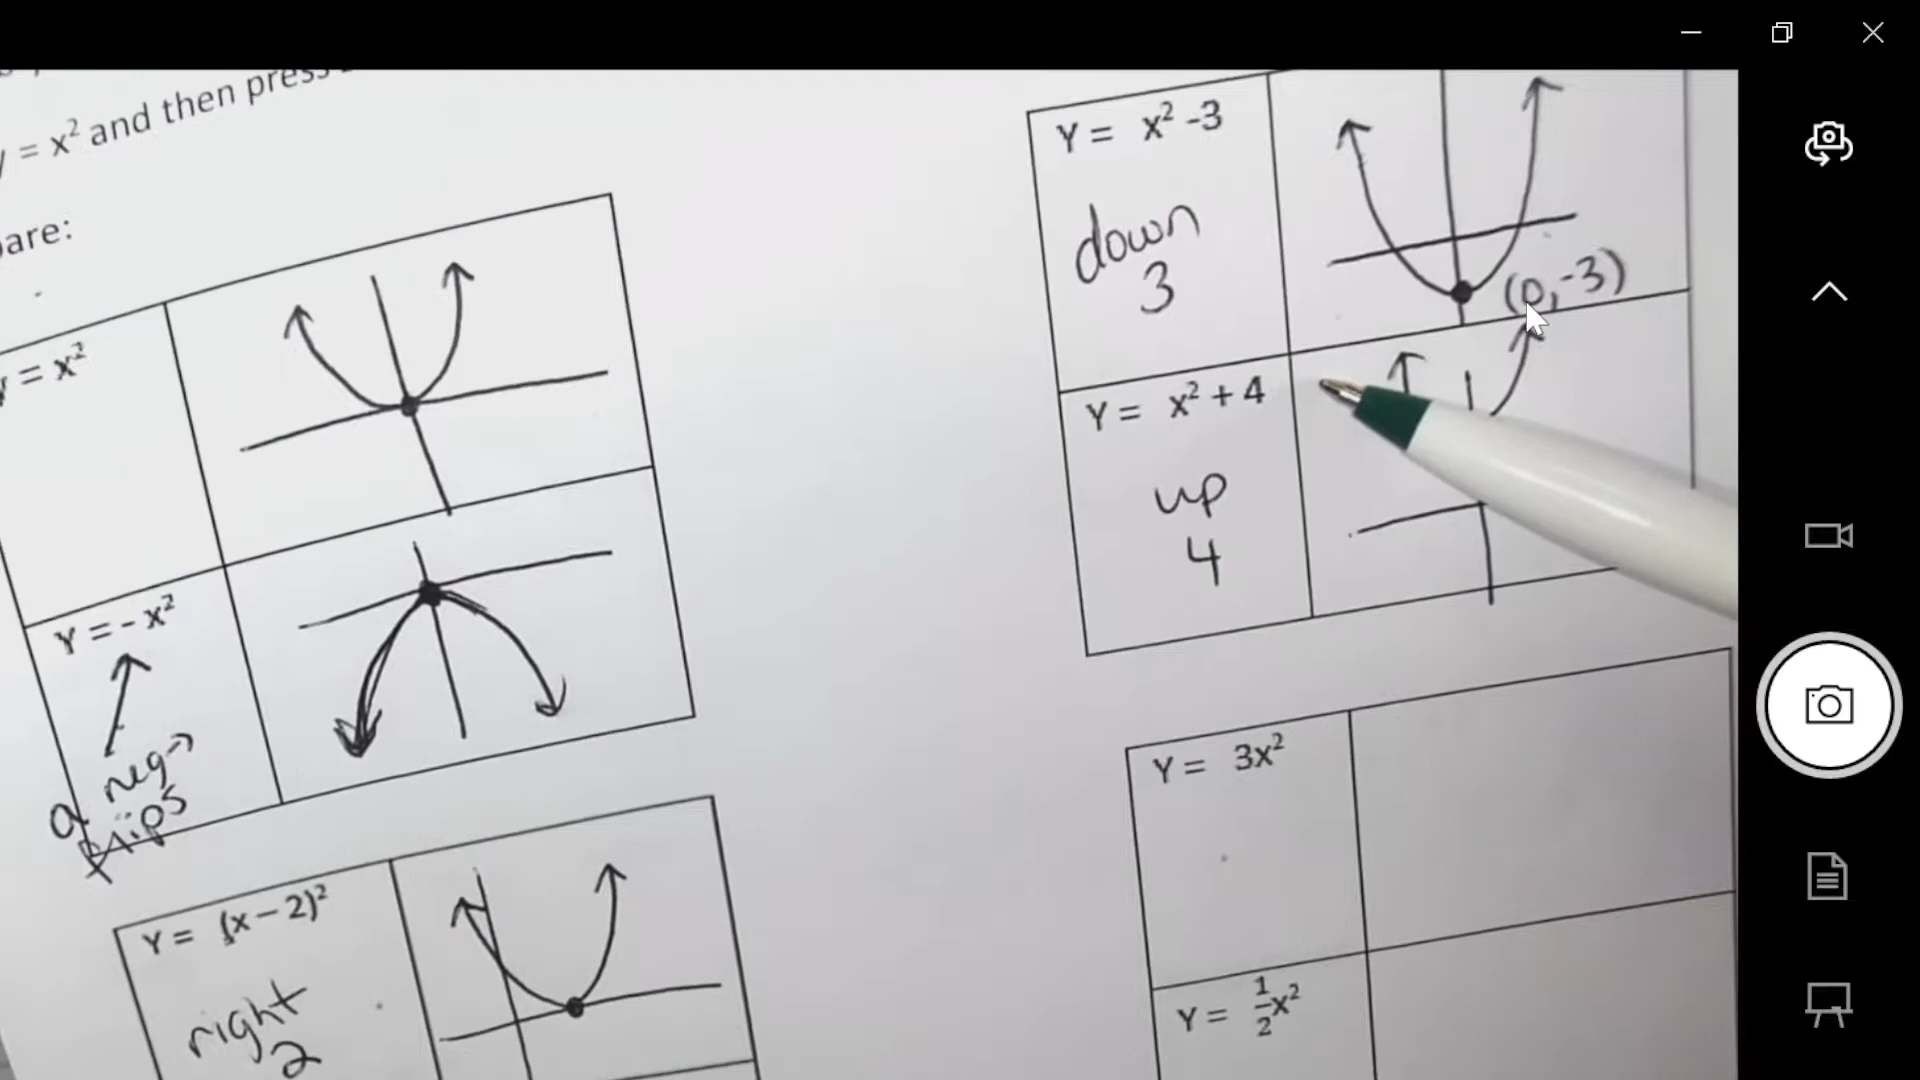 y = x² and then press
pare:
y = x²
Y = - x²
a neg
flips
Y = (x – 2)²
right
2
Y = x² -3
down
3
(0,-3)
Y = x² + 4
up
4
Y = 3x²
Y = 1/2x²